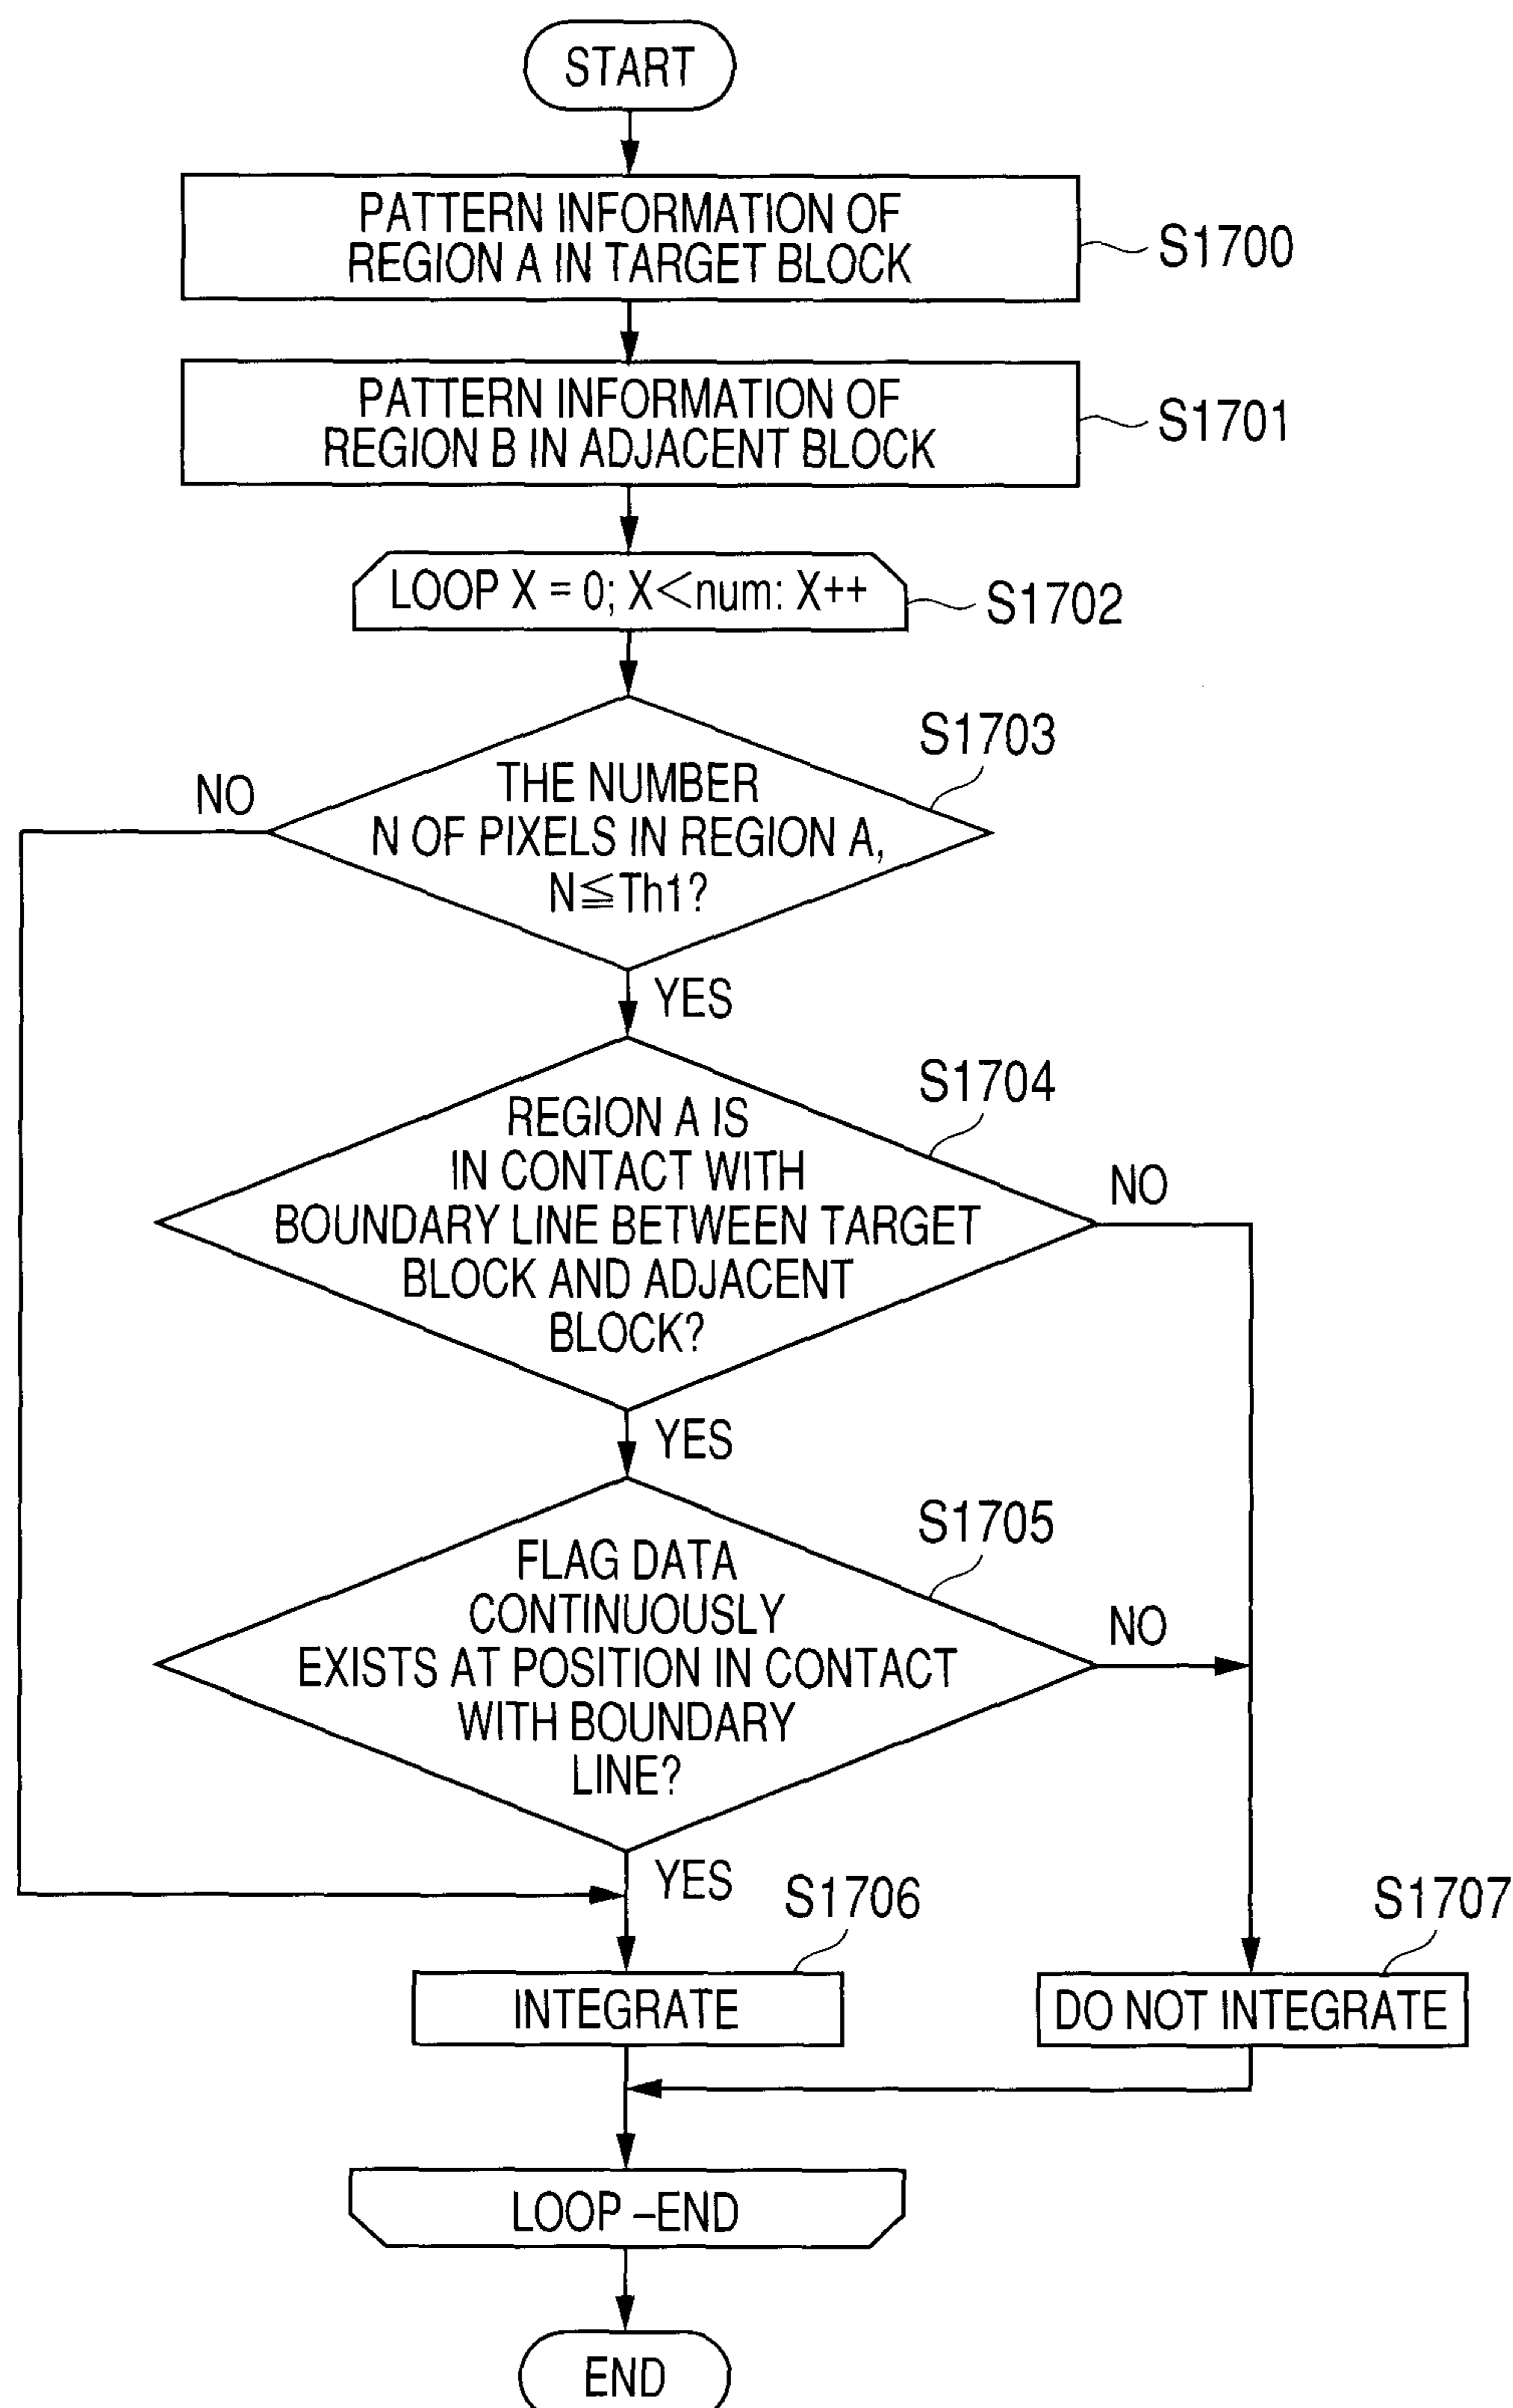 START
PATTERN INFORMATION OF
REGION A IN TARGET BLOCK
S1700
PATTERN INFORMATION OF
REGION B IN ADJACENT BLOCK
S1701
LOOP X = 0; X<num: X++
S1702
S1703
NO
THE NUMBER
N OF PIXELS IN REGION A,
N≦Th1?
YES
S1704
REGION A IS
IN CONTACT WITH
BOUNDARY LINE BETWEEN TARGET
BLOCK AND ADJACENT
BLOCK?
NO
YES
S1705
FLAG DATA
CONTINUOUSLY
EXISTS AT POSITION IN CONTACT
WITH BOUNDARY
LINE?
NO
YES
S1706
S1707
INTEGRATE
DO NOT INTEGRATE
LOOP –END
END